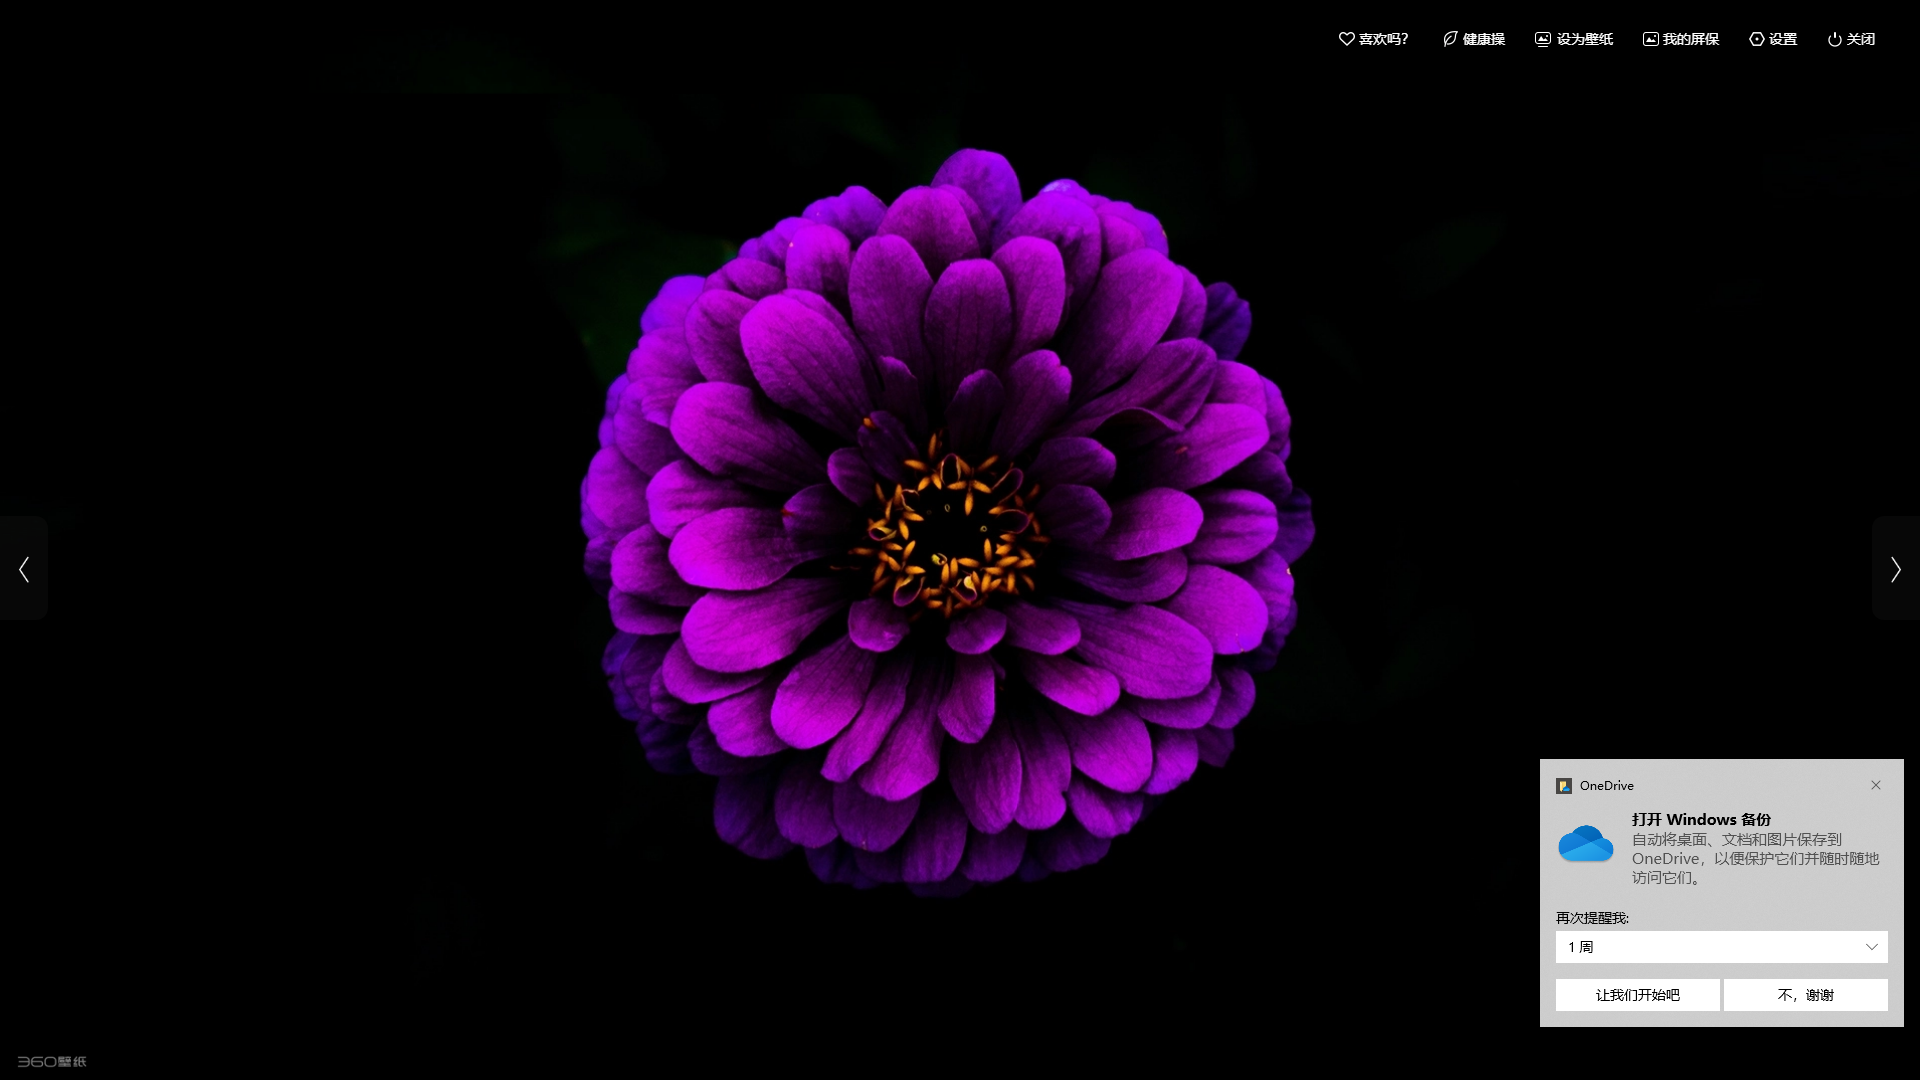 喜欢吗?
健康操
设为壁纸
我的屏保
设置
关闭
OneDrive
打开 Windows 备份
自动将桌面、文档和图片保存到
OneDrive，以便保护它们并随时随地
访问它们。
再次提醒我:
1 周
让我们开始吧
不，谢谢
360壁纸